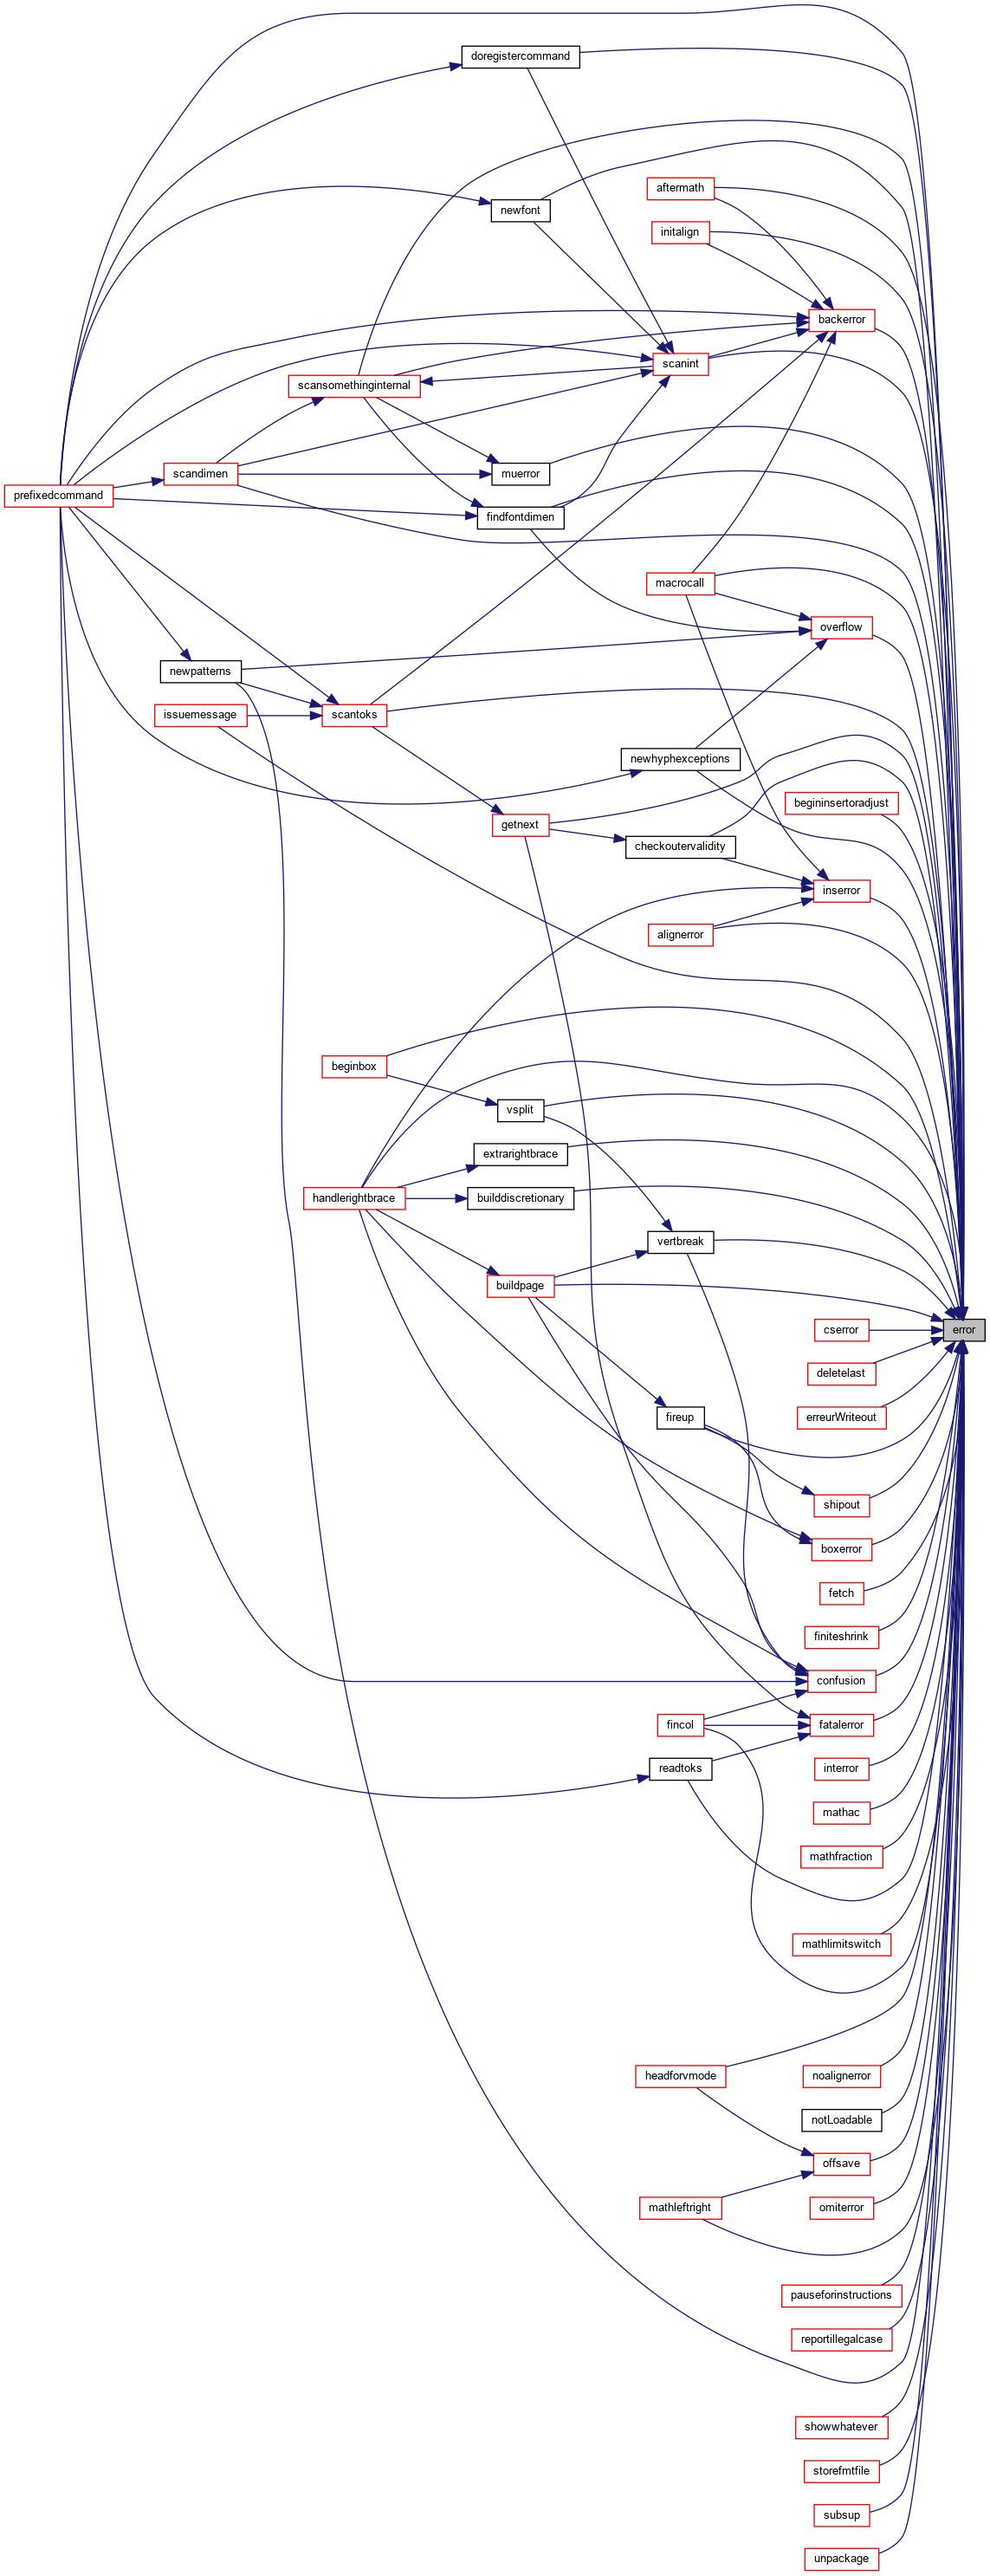 doregistercommand
aftermath
newfont
initalign
backerror
scanint
scansomethinginternal
scandimen
muerror
prefixedcommand
findfontdimen
macrocall
overflow
newpatterns
issuemessage
scantoks
newhyphexceptions
begininsertoradjust
getnext
checkoutervalidity
inserror
alignerror
beginbox
vsplit
extrarightbrace
handlerightbrace
builddiscretionary
vertbreak
buildpage
cserror
error
deletelast
erreurWriteout
fireup
shipout
boxerror
fetch
finiteshrink
confusion
fincol
fatalerror
readtoks
interror
mathac
mathfraction
mathlimitswitch
headforvmode
noalignerror
notLoadable
offsave
mathleftright
omiterror
pauseforinstructions
reportillegalcase
showwhatever
storefmtfile
subsup
unpackage